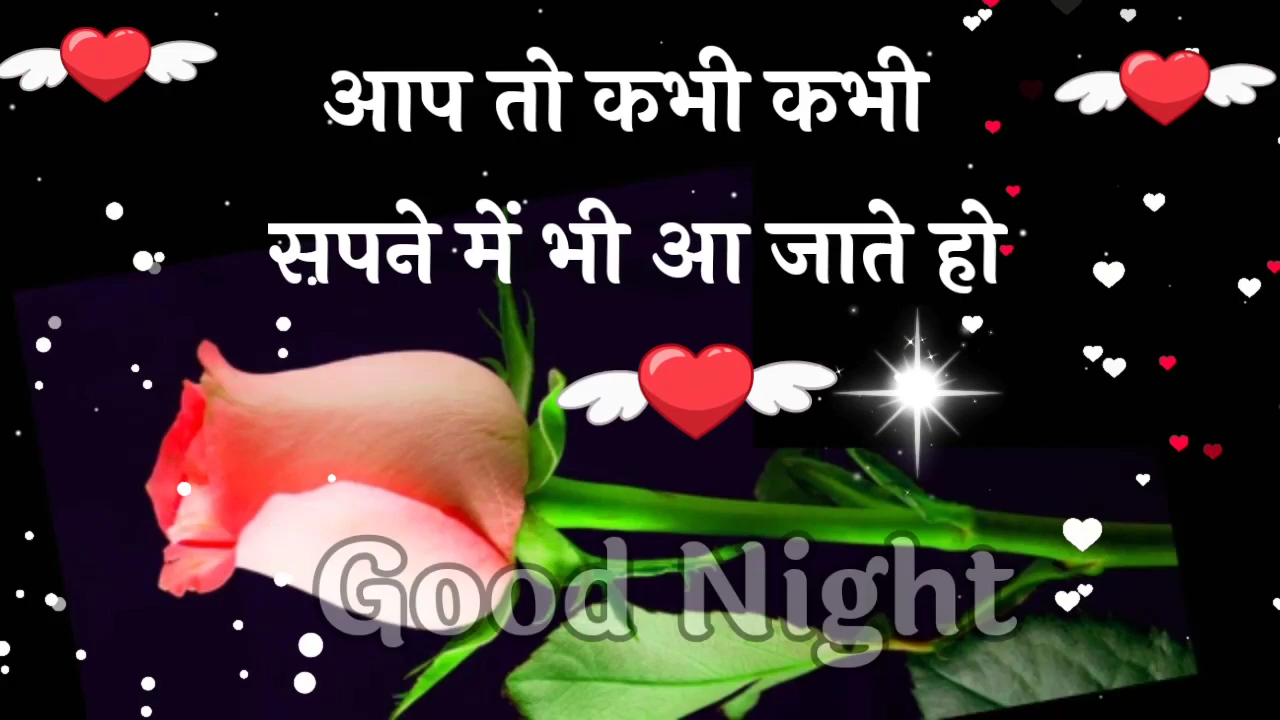 आप तो कभी कभी
सपने में भी आ जाते हो
Good Night